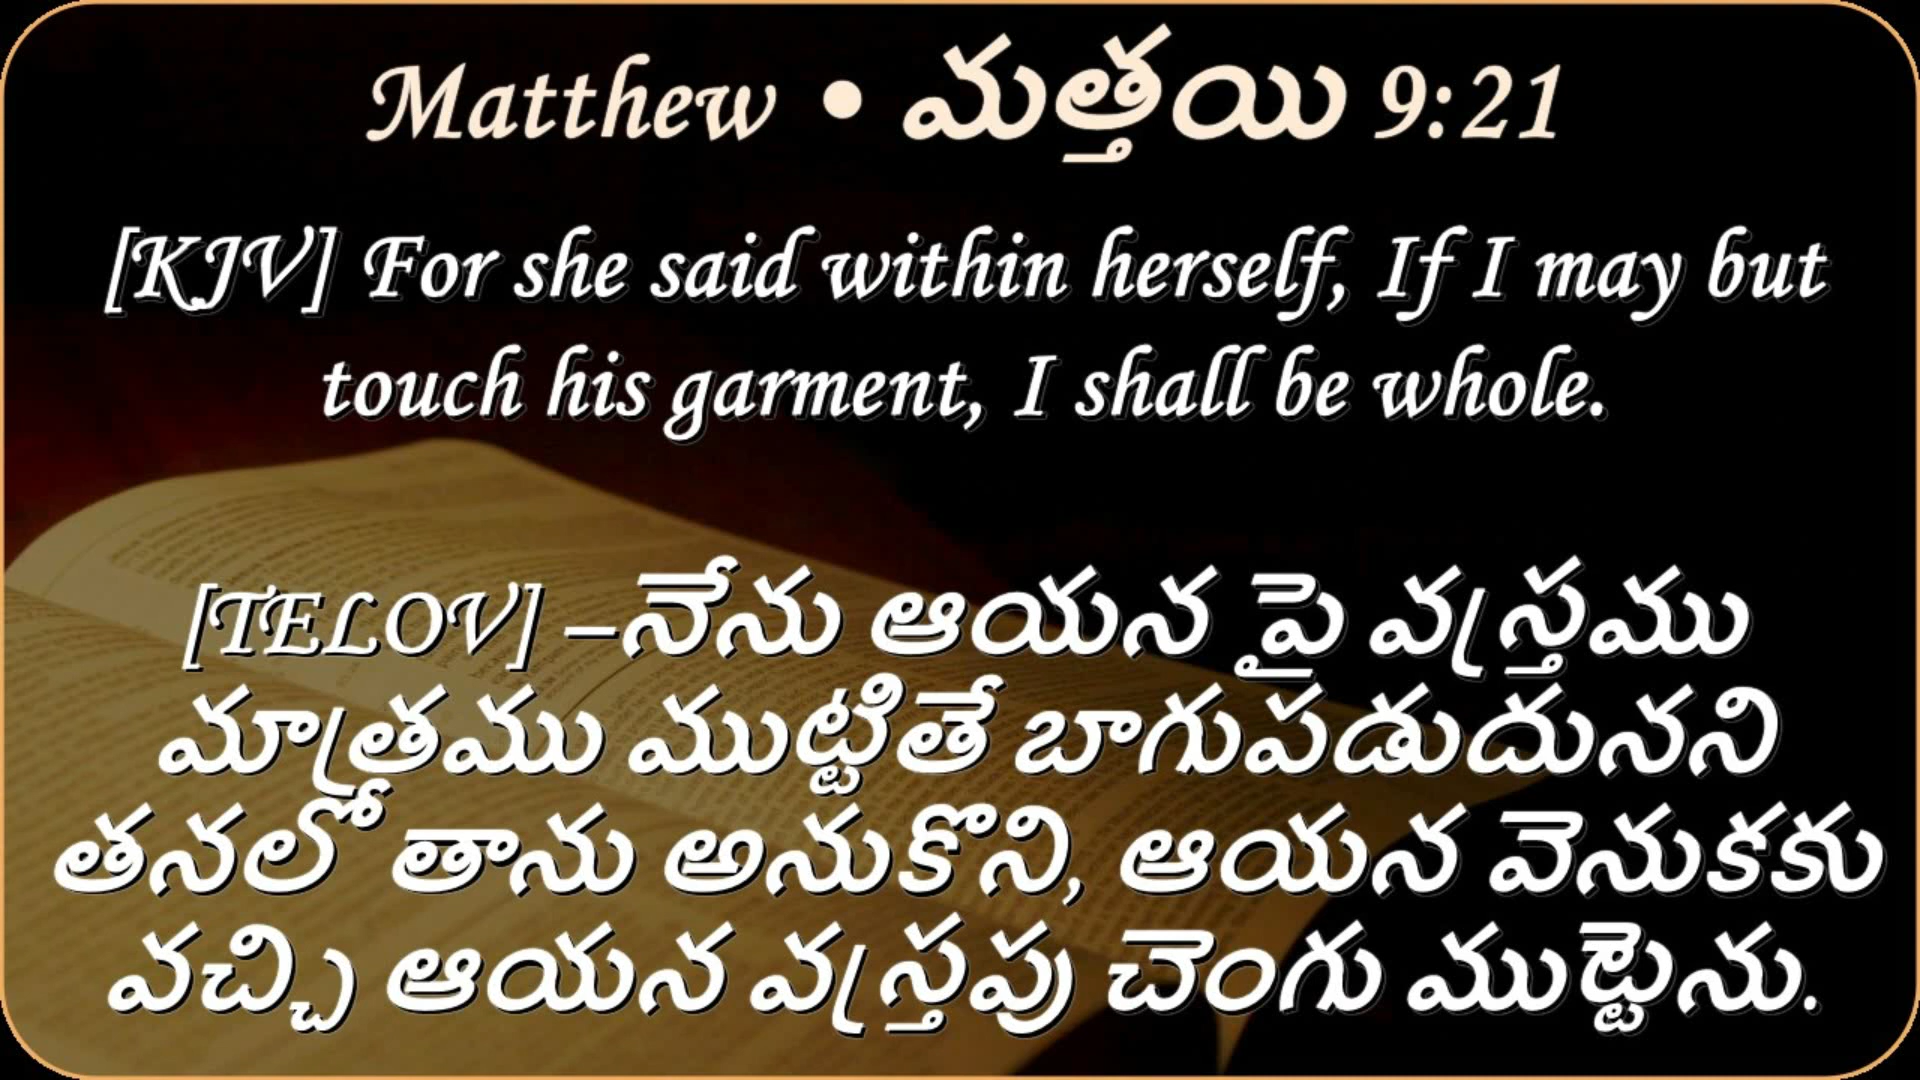 Matthew • మత్తయి 9:21
[KJV] For she said within herself, If I may but
touch his garment, I shall be whole.
[TELOV] –నేను ఆయన పై వస్త్రము
మాత్రము ముట్టితే బాగుపడుదునని
తనలో తాను అనుకొని, ఆయన వెనుకకు
వచ్చి ఆయన వస్త్రపు చెంగు ముట్టెను.